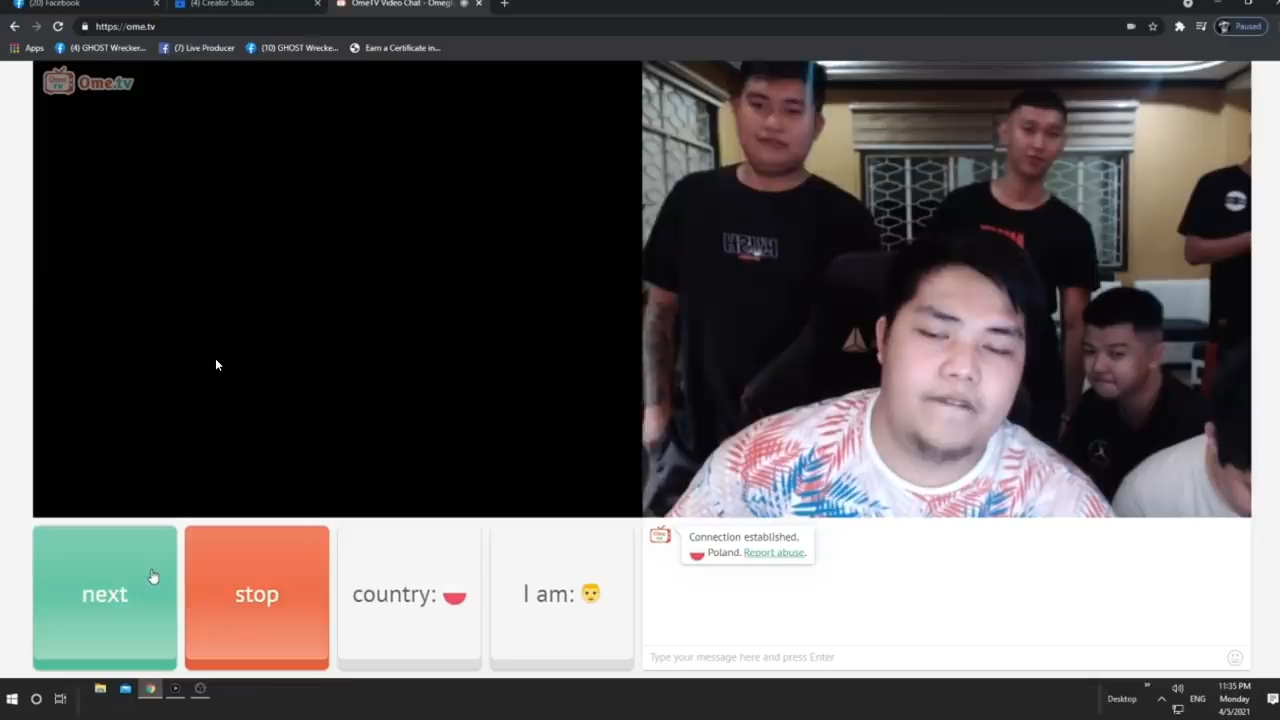 (20) Facebook
(4) Creator Studio
OmeTV Video Chat - Omegl
https://ome.tv
Paused
Apps
(4) GHOST Wrecker...
(7) Live Producer
(10) GHOST Wrecke...
Earn a Certificate in...
Ome.tv
HSUH
Connection established.
Poland. Report abuse.
next
stop
country:
I am:
Type your message here and press Enter
Desktop
ENG
11:35 PM
Monday
4/5/2021